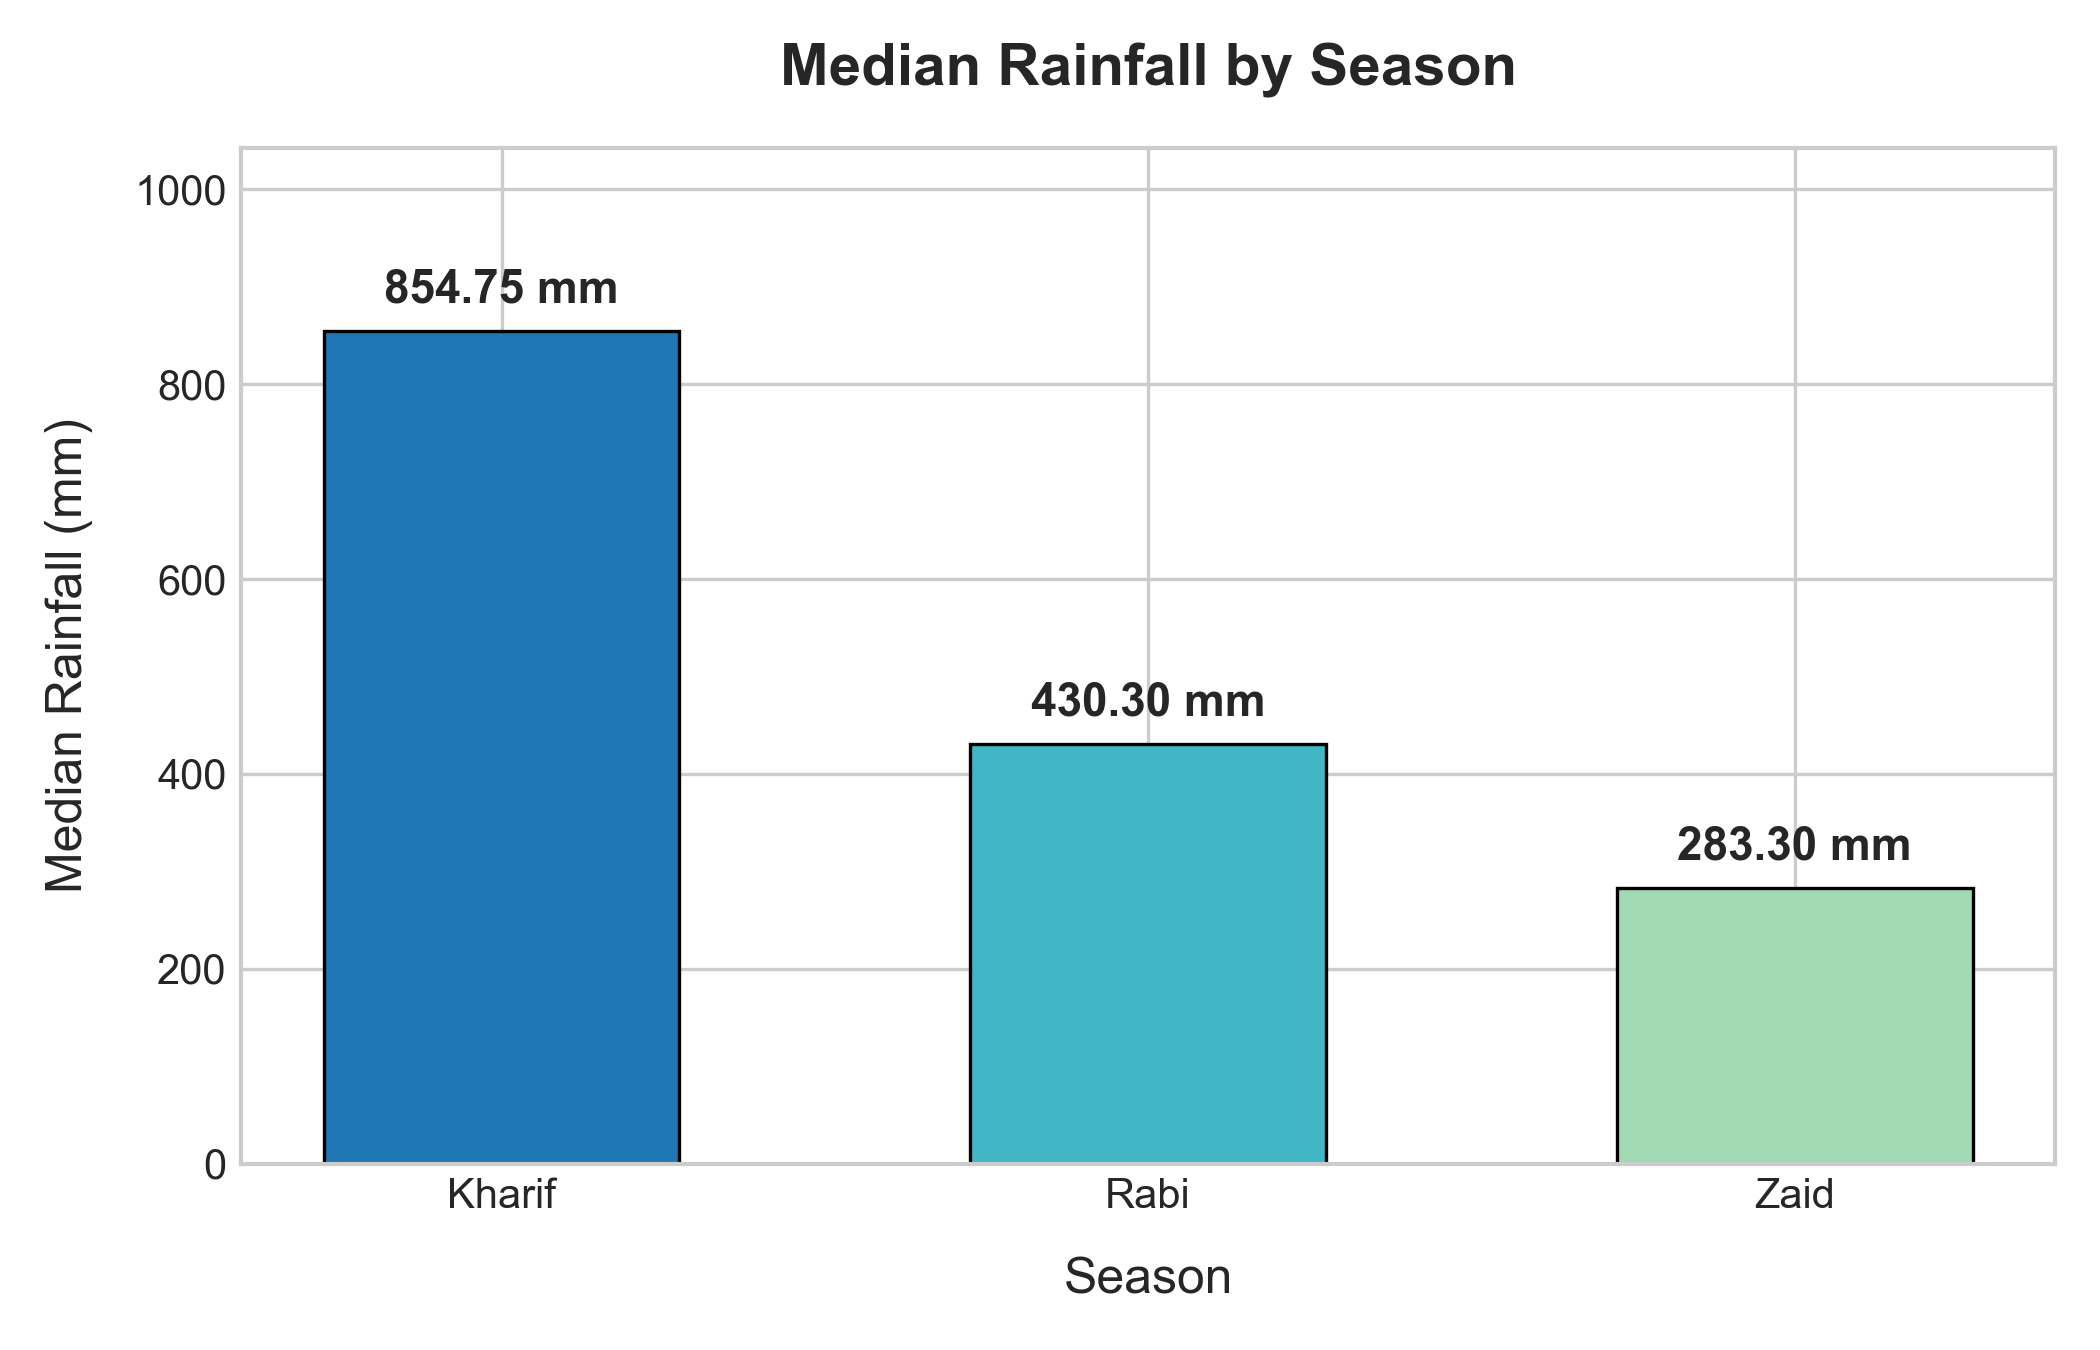 Median Rainfall by Season
Median Rainfall (mm)
1000
800
600
400
200
0
854.75 mm
430.30 mm
283.30 mm
Kharif
Rabi
Zaid
Season